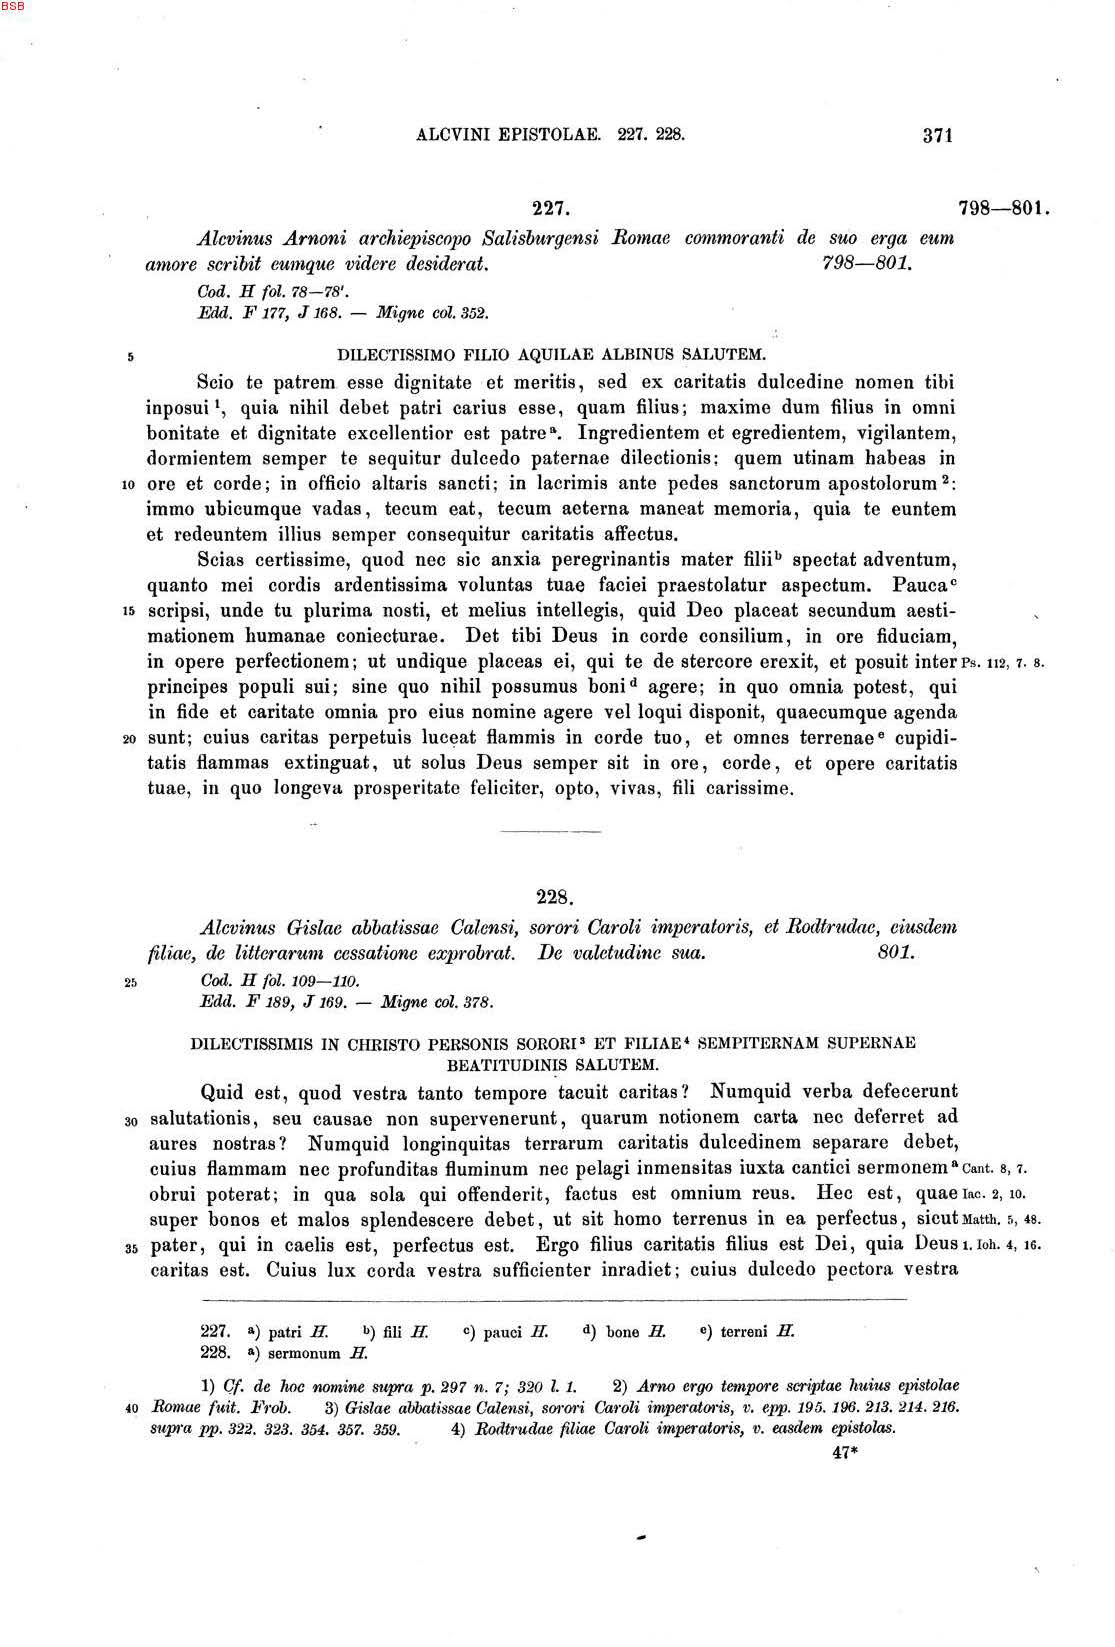 BSB
ALCVINI EPISTOLAE. 227. 228. 371
227. 798—801.
Alcvinus Arnoni archiepiscopo Salisburgensi Romae commoranti de suo erga eum
amore scribit eumque videre desiderat. 798—801.
Cod. H fol. 78—78'.
Edd. F 177, J 168. — Migne col. 352.
5 DILECTISSIMO FILIO AQUILAE ALBINUS SALUTEM.
Scio te patrem esse dignitate et meritis, sed ex caritatis dulcedine nomen tibi
inposui ¹, quia nihil debet patri carius esse, quam filius; maxime dum filius in omni
bonitate et dignitate excellentior est patre ᵃ. Ingredientem et egredientem, vigilantem,
dormientem semper te sequitur dulcedo paternae dilectionis; quem utinam habeas in
10 ore et corde; in officio altaris sancti; in lacrimis ante pedes sanctorum apostolorum ²:
immo ubicumque vadas, tecum eat, tecum aeterna maneat memoria, quia te euntem
et redeuntem illius semper consequitur caritatis affectus.
Scias certissime, quod nec sic anxia peregrinantis mater filii ᵇ spectat adventum,
quanto mei cordis ardentissima voluntas tuae faciei praestolatur aspectum. Pauca ᶜ
15 scripsi, unde tu plurima nosti, et melius intellegis, quid Deo placeat secundum aesti-
mationem humanae coniecturae. Det tibi Deus in corde consilium, in ore fiduciam,
in opere perfectionem; ut undique placeas ei, qui te de stercore erexit, et posuit inter Ps. 112, 7. 8.
principes populi sui; sine quo nihil possumus boni ᵈ agere; in quo omnia potest, qui
in fide et caritate omnia pro eius nomine agere vel loqui disponit, quaecumque agenda
20 sunt; cuius caritas perpetuis luceat flammis in corde tuo, et omnes terrenae ᵉ cupidi-
tatis flammas extinguat, ut solus Deus semper sit in ore, corde, et opere caritatis
tuae, in quo longeva prosperitate feliciter, opto, vivas, fili carissime.
228.
Alcvinus Gislae abbatissae Calensi, sorori Caroli imperatoris, et Rodtrudae, eiusdem
filiae, de litterarum cessatione exprobrat. De valetudine sua. 801.
25 Cod. H fol. 109—110.
Edd. F 189, J 169. — Migne col. 378.
DILECTISSIMIS IN CHRISTO PERSONIS SORORI ³ ET FILIAE ⁴ SEMPITERNAM SUPERNAE
BEATITUDINIS SALUTEM.
Quid est, quod vestra tanto tempore tacuit caritas? Numquid verba defecerunt
30 salutationis, seu causae non supervenerunt, quarum notionem carta nec deferret ad
aures nostras? Numquid longinquitas terrarum caritatis dulcedinem separare debet,
cuius flammam nec profunditas fluminum nec pelagi inmensitas iuxta cantici sermonem ᵃ Cant. 8, 7.
obrui poterat; in qua sola qui offenderit, factus est omnium reus. Hec est, quae Iac. 2, 10.
super bonos et malos splendescere debet, ut sit homo terrenus in ea perfectus, sicut Matth. 5, 48.
35 pater, qui in caelis est, perfectus est. Ergo filius caritatis filius est Dei, quia Deus 1. Ioh. 4, 16.
caritas est. Cuius lux corda vestra sufficienter inradiet; cuius dulcedo pectora vestra
227. a) patri H. b) fili H. c) pauci H. d) bone H. e) terreni H.
228. a) sermonum H.
1) Cf. de hoc nomine supra p. 297 n. 7; 320 l. 1. 2) Arno ergo tempore scriptae huius epistolae
40 Romae fuit. Frob. 3) Gislae abbatissae Calensi, sorori Caroli imperatoris, v. epp. 195. 196. 213. 214. 216.
supra pp. 322. 323. 354. 357. 359. 4) Rodtrudae filiae Caroli imperatoris, v. easdem epistolas.
47*